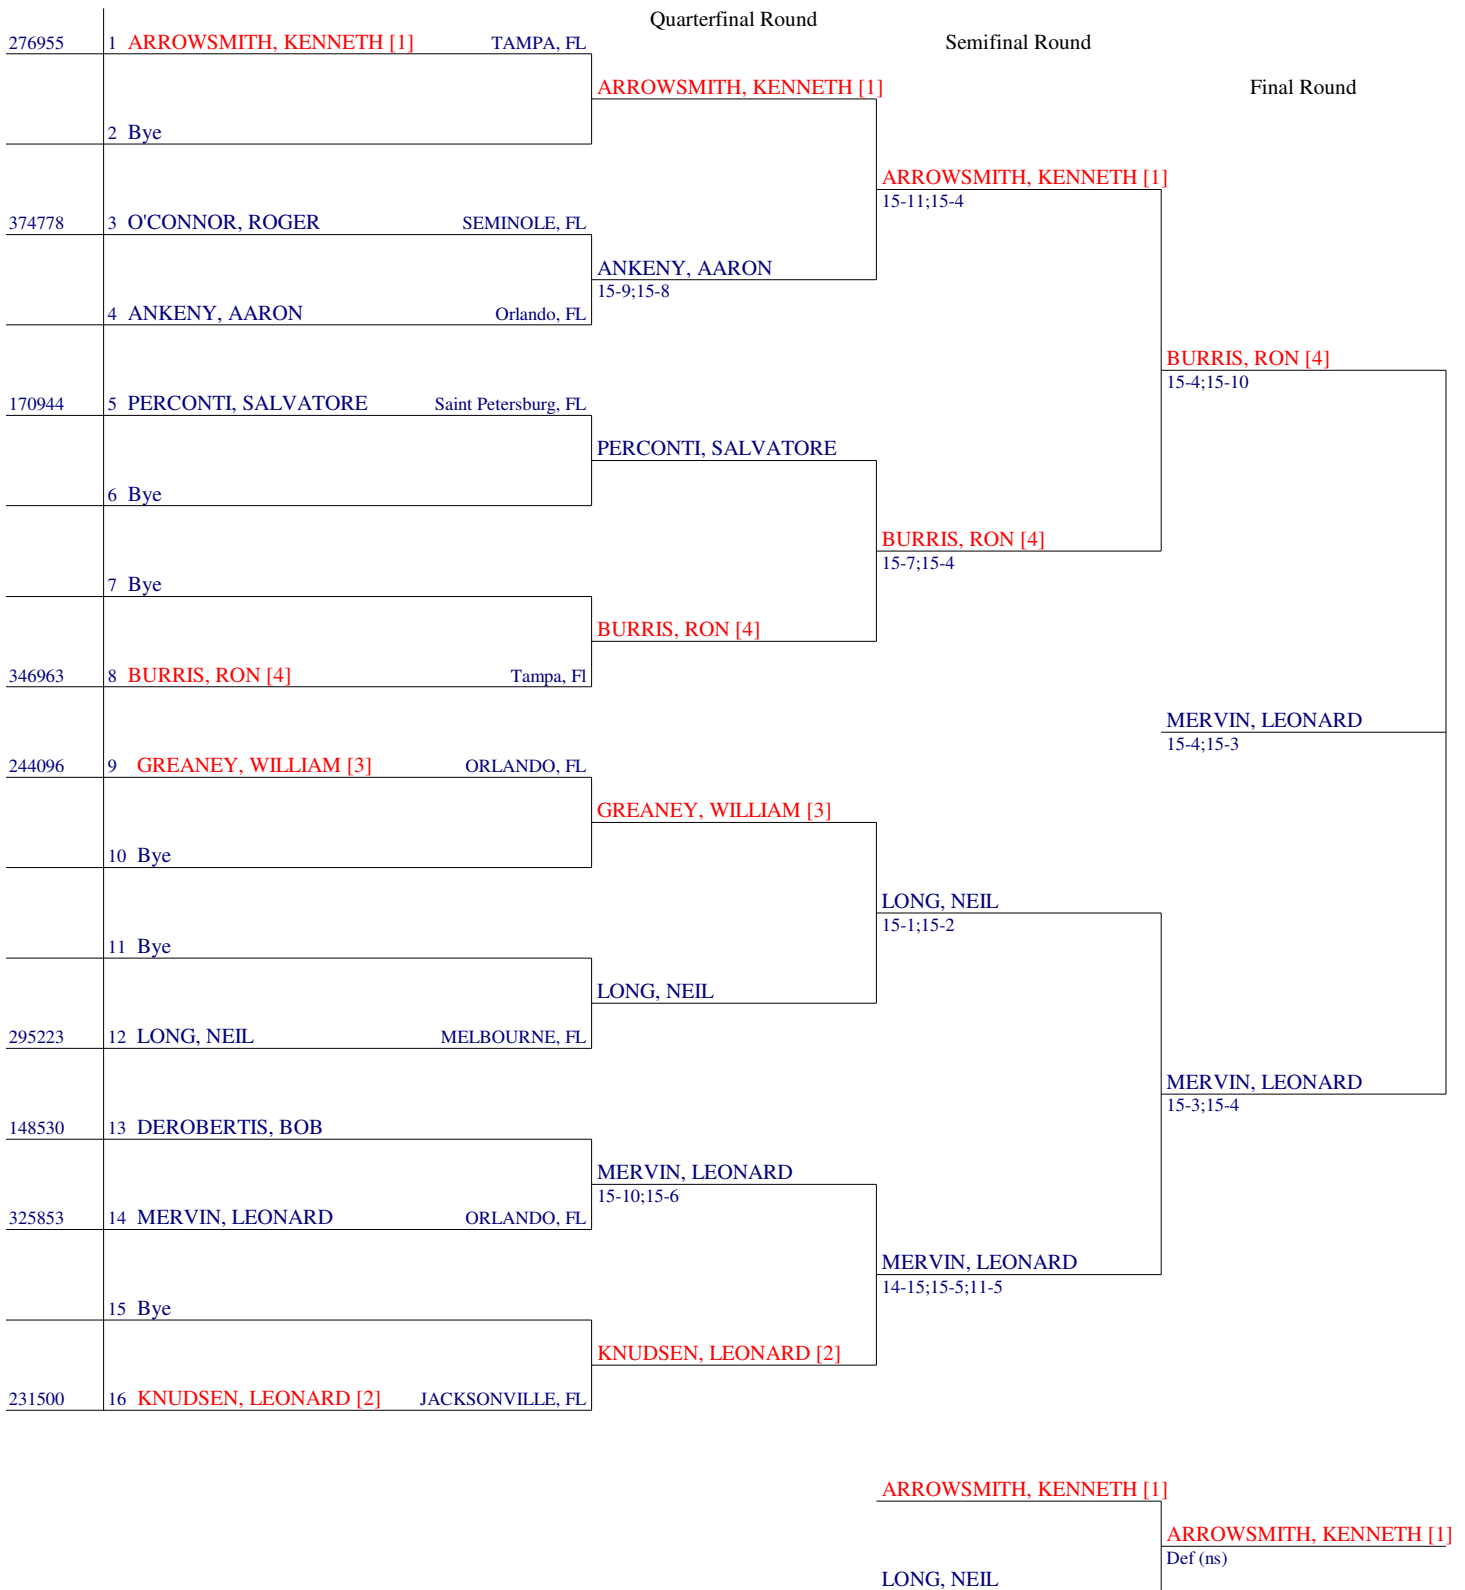 Quarterfinal Round
Semifinal Round
Final Round
276955 1 ARROWSMITH, KENNETH [1] TAMPA, FL
ARROWSMITH, KENNETH [1]
2 Bye
ARROWSMITH, KENNETH [1]
15-11;15-4
374778 3 O'CONNOR, ROGER SEMINOLE, FL
ANKENY, AARON
15-9;15-8
4 ANKENY, AARON Orlando, FL
BURRIS, RON [4]
15-4;15-10
170944 5 PERCONTI, SALVATORE Saint Petersburg, FL
PERCONTI, SALVATORE
6 Bye
BURRIS, RON [4]
15-7;15-4
7 Bye
BURRIS, RON [4]
346963 8 BURRIS, RON [4] Tampa, Fl
MERVIN, LEONARD
15-4;15-3
244096 9 GREANEY, WILLIAM [3] ORLANDO, FL
GREANEY, WILLIAM [3]
10 Bye
LONG, NEIL
15-1;15-2
11 Bye
LONG, NEIL
295223 12 LONG, NEIL MELBOURNE, FL
MERVIN, LEONARD
15-3;15-4
148530 13 DEROBERTIS, BOB
MERVIN, LEONARD
15-10;15-6
325853 14 MERVIN, LEONARD ORLANDO, FL
MERVIN, LEONARD
14-15;15-5;11-5
15 Bye
KNUDSEN, LEONARD [2]
231500 16 KNUDSEN, LEONARD [2] JACKSONVILLE, FL
ARROWSMITH, KENNETH [1]
ARROWSMITH, KENNETH [1]
Def (ns)
LONG, NEIL